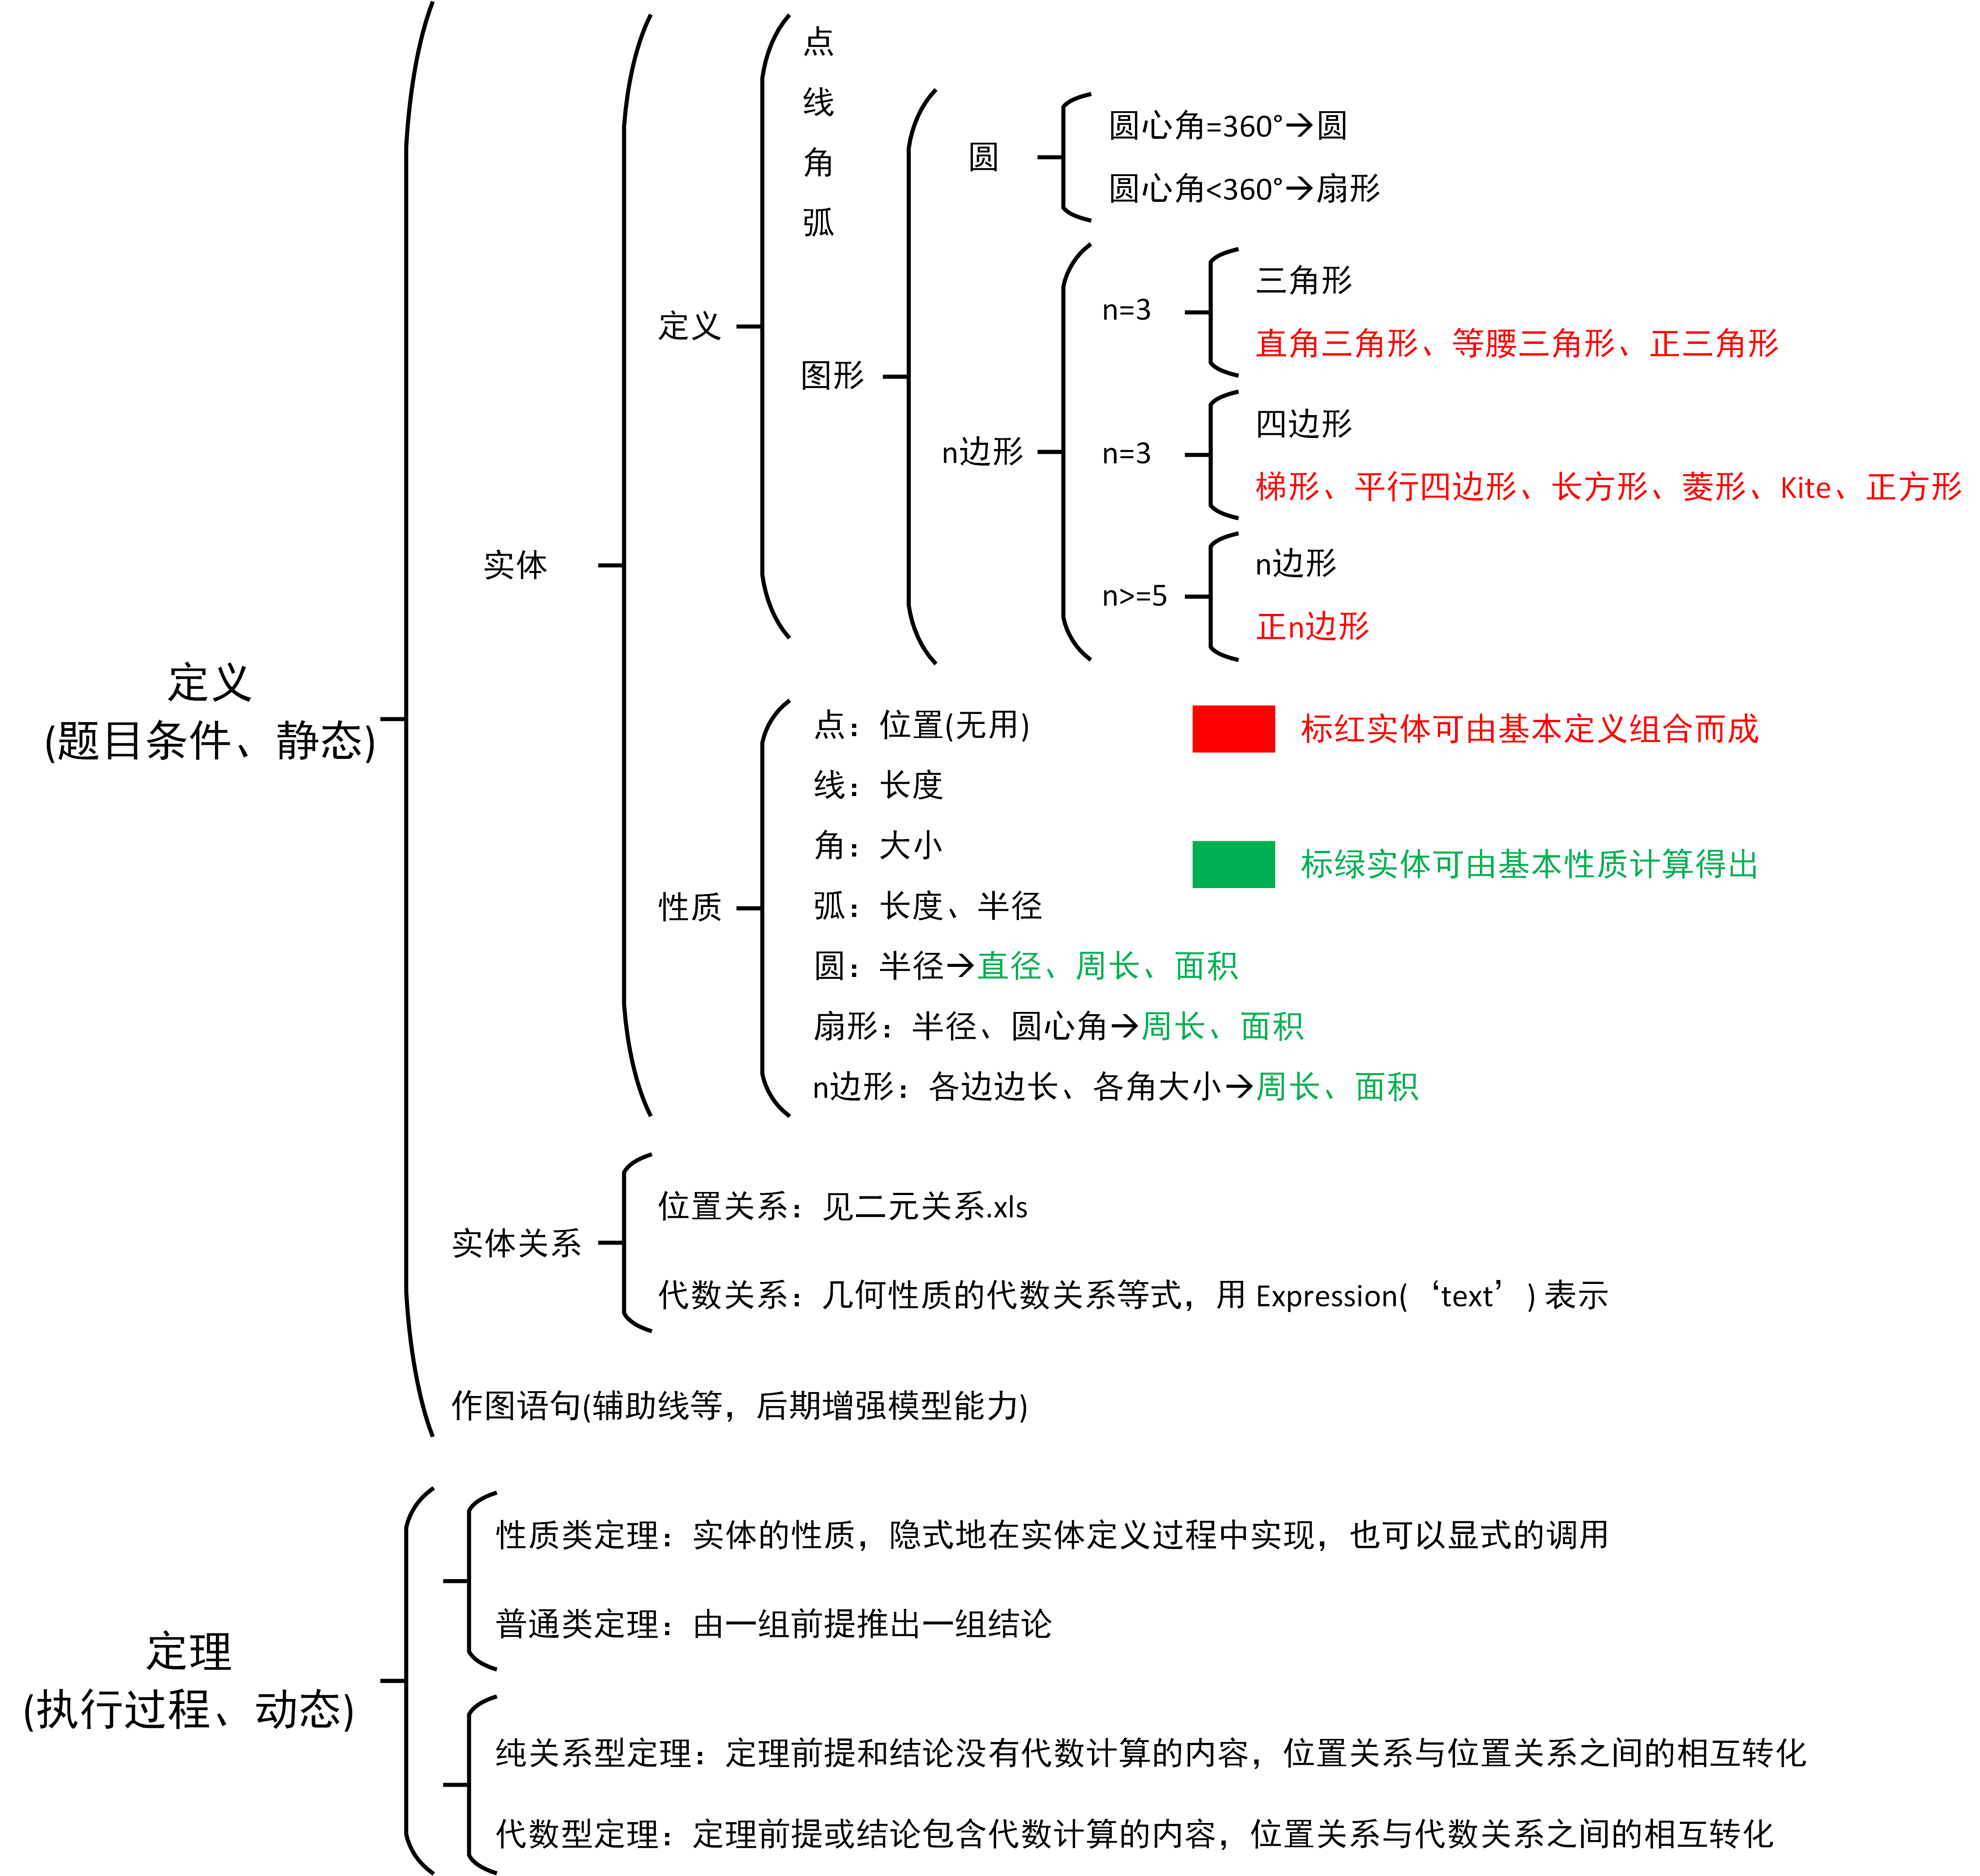 定义
(题目条件、静态)
实体
定义
点
线
角
弧
图形
圆
圆心角=360°→圆
圆心角<360°→扇形
n边形
n=3
三角形
直角三角形、等腰三角形、正三角形
n=3
四边形
梯形、平行四边形、长方形、菱形、Kite、正方形
n>=5
n边形
正n边形
性质
点：位置(无用)
线：长度
角：大小
弧：长度、半径
圆：半径→直径、周长、面积
扇形：半径、圆心角→周长、面积
n边形：各边边长、各角大小→周长、面积
标红实体可由基本定义组合而成
标绿实体可由基本性质计算得出
实体关系
位置关系：见二元关系.xls
代数关系：几何性质的代数关系等式，用 Expression(‘text’) 表示
作图语句(辅助线等，后期增强模型能力)
定理
(执行过程、动态)
性质类定理：实体的性质，隐式地在实体定义过程中实现，也可以显式的调用
普通类定理：由一组前提推出一组结论
纯关系型定理：定理前提和结论没有代数计算的内容，位置关系与位置关系之间的相互转化
代数型定理：定理前提或结论包含代数计算的内容，位置关系与代数关系之间的相互转化